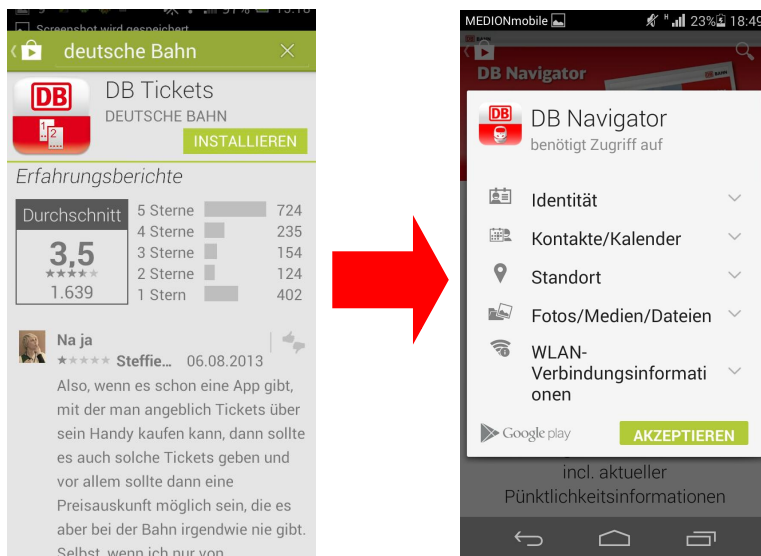 91%
15:10
Screenshot wird gespeichert
deutsche Bahn
DB
1
2
DB Tickets
DEUTSCHE BAHN
INSTALLIEREN
Erfahrungsberichte
Durchschnitt
3,5
1.639
5 Sterne 724
4 Sterne 235
3 Sterne 154
2 Sterne 124
1 Stern 402
Na ja
Steffie... 06.08.2013
Also, wenn es schon eine App gibt,
mit der man angeblich Tickets über
sein Handy kaufen kann, dann sollte
es auch solche Tickets geben und
vor allem sollte dann eine
Preisauskunft möglich sein, die es
aber bei der Bahn irgendwie nie gibt.
Selbst, wenn ich nur von
MEDIONmobile H 23% 18:49
DB Navigator
DB
DB Navigator
benötigt Zugriff auf
Identität
Kontakte/Kalender
Standort
Fotos/Medien/Dateien
WLAN-
Verbindungsinformati
onen
Google play
AKZEPTIEREN
incl. aktueller
Pünktlichkeitsinformationen